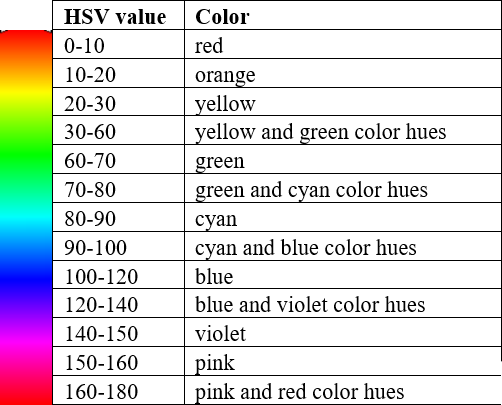 HSV value Color
0-10 red
10-20 orange
20-30 yellow
30-60 yellow and green color hues
60-70 green
70-80 green and cyan color hues
80-90 cyan
90-100 cyan and blue color hues
100-120 blue
120-140 blue and violet color hues
140-150 violet
150-160 pink
160-180 pink and red color hues